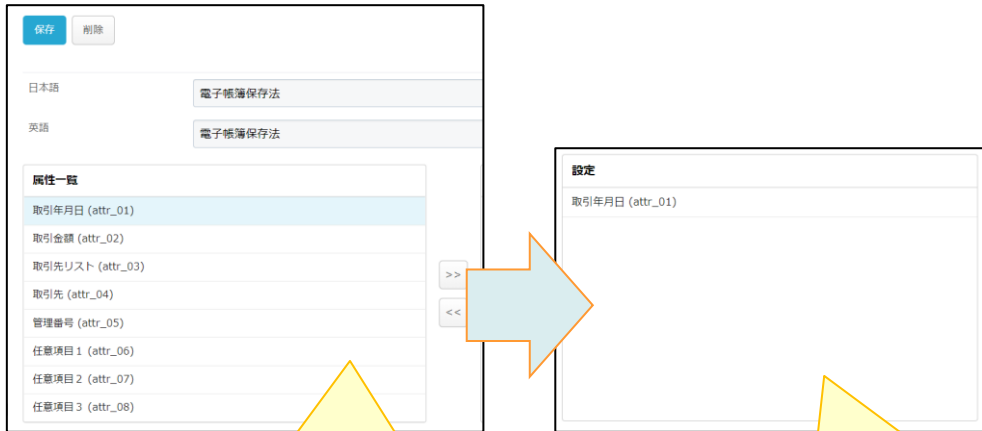 保存 削除
日本語 電子帳簿保存法
英語 電子帳簿保存法
属性一覧
取引年月日 (attr_01)
取引金額 (attr_02)
取引先リスト (attr_03)
取引先 (attr_04)
管理番号 (attr_05)
任意項目1 (attr_06)
任意項目2 (attr_07)
任意項目3 (attr_08)
>>
<<
設定
取引年月日 (attr_01)